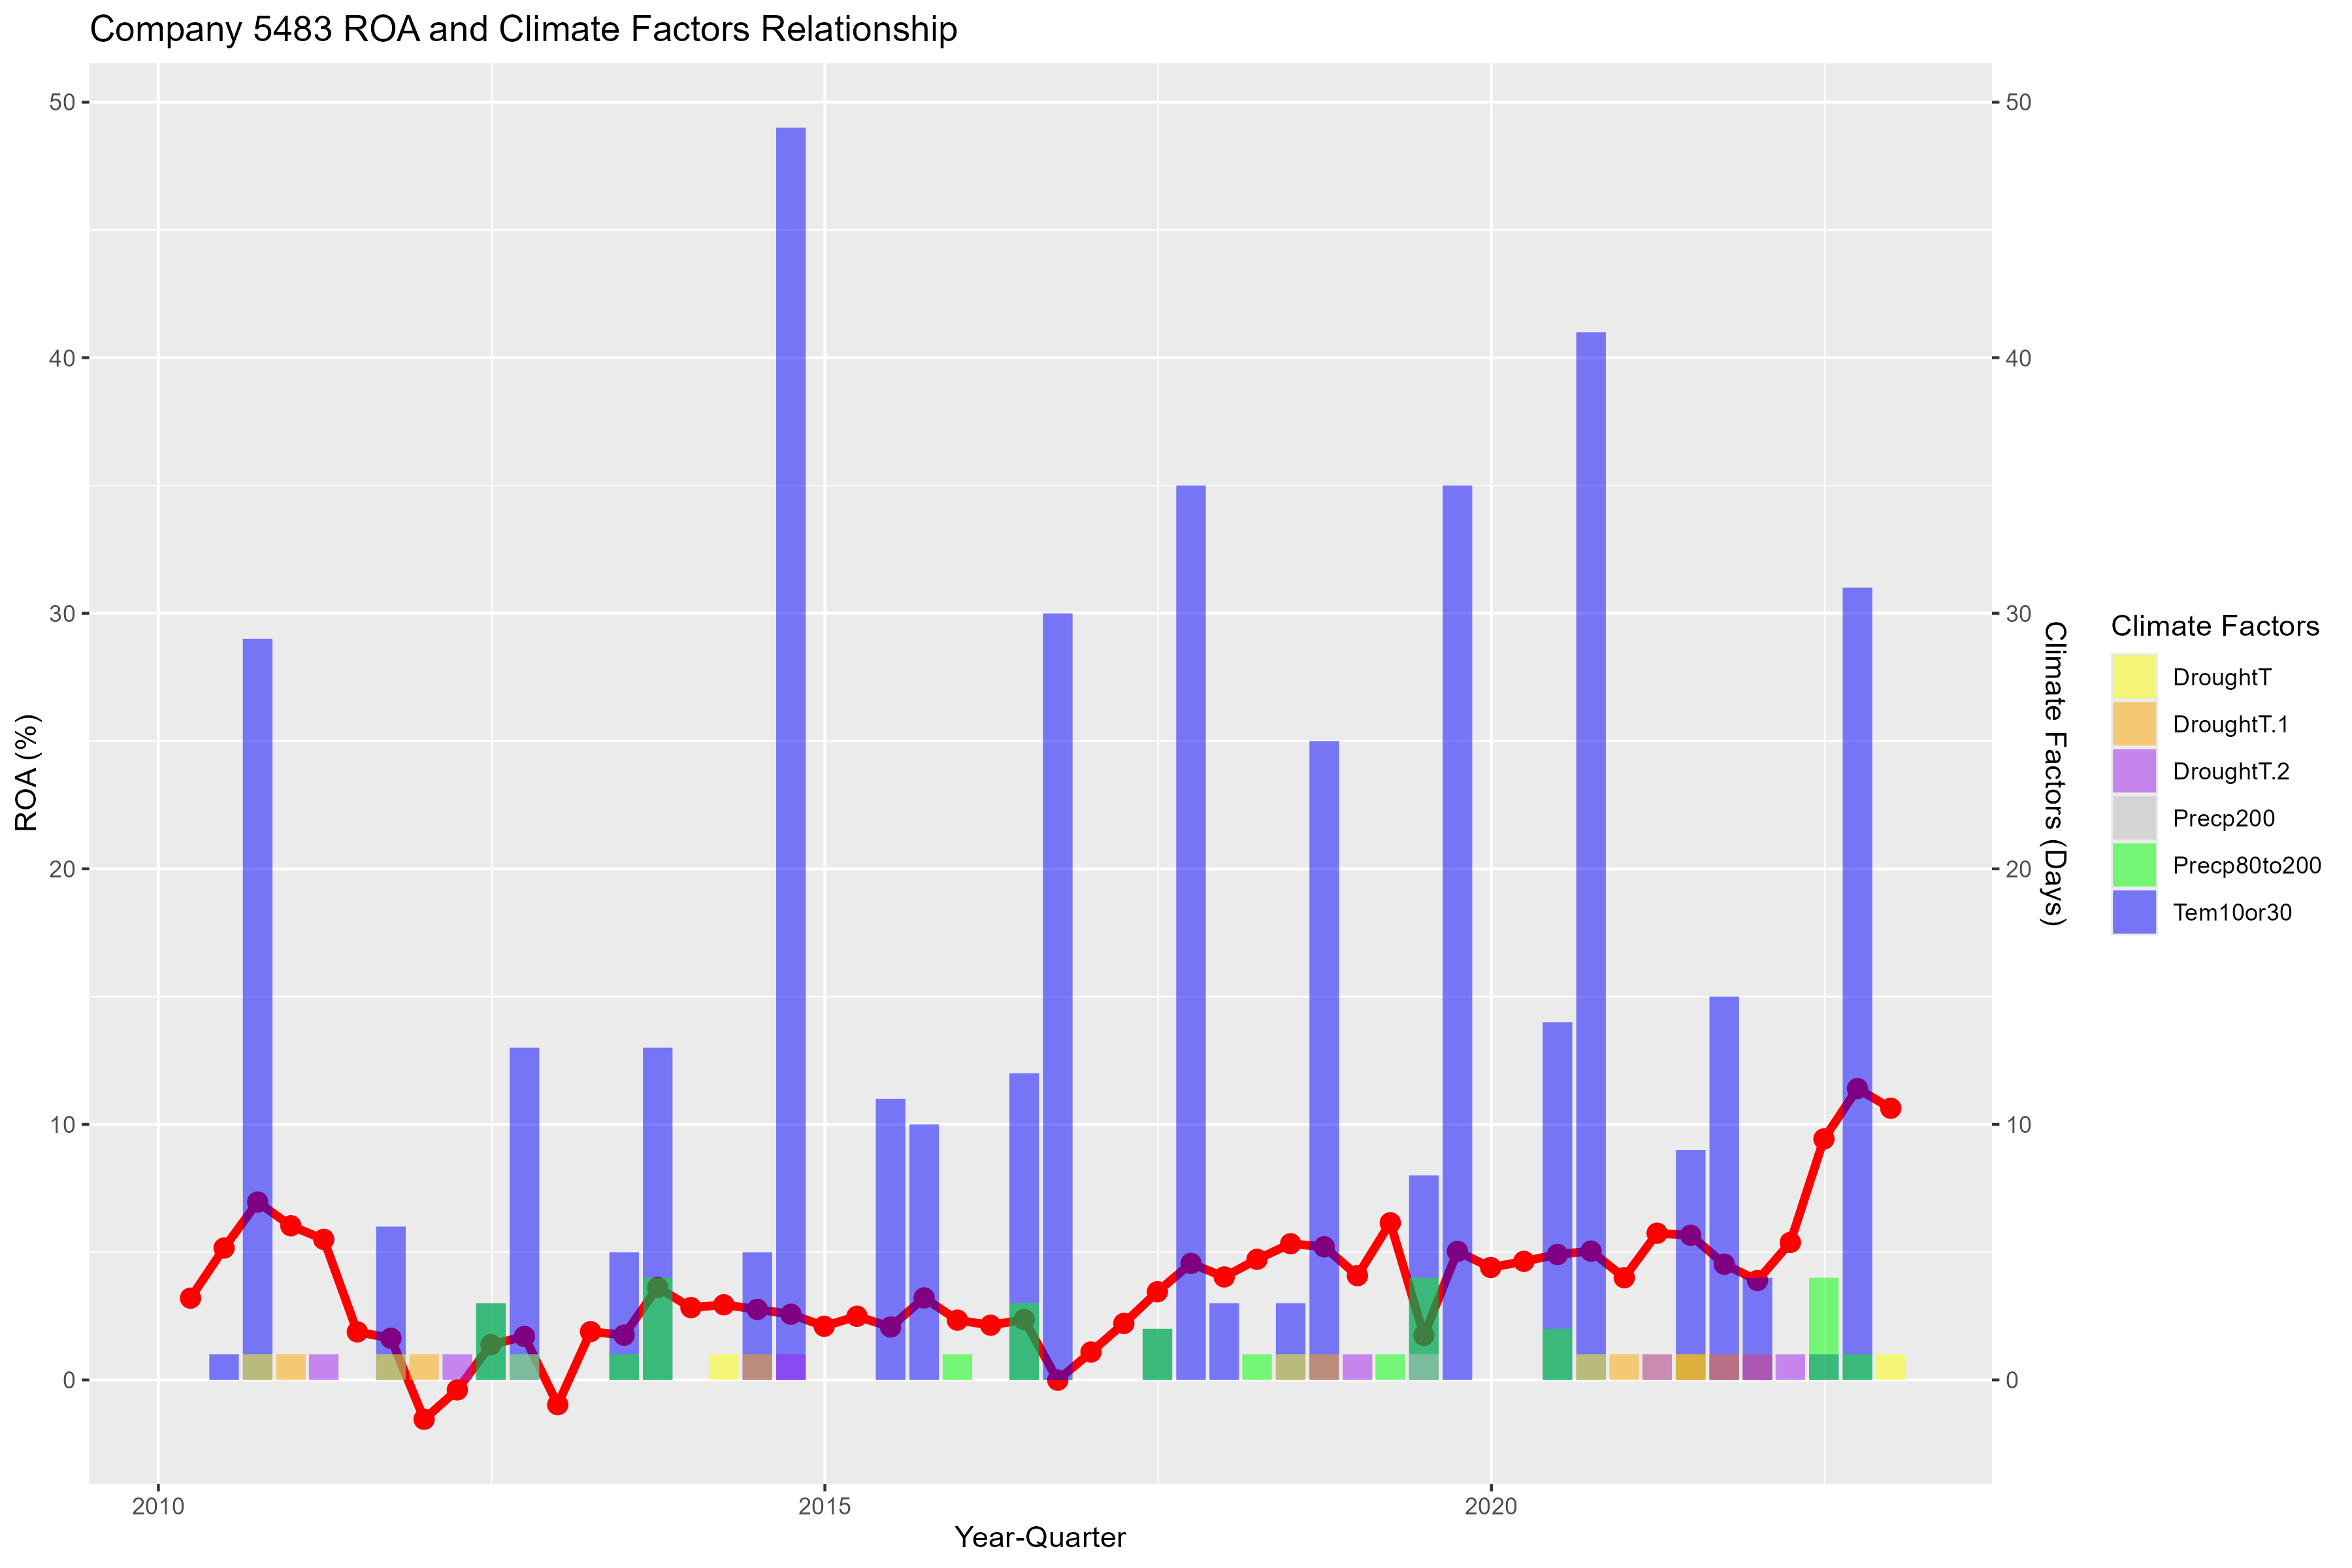 Company 5483 ROA and Climate Factors Relationship
50
40
30
20
10
0
ROA (%)
50
40
30
20
10
0
Climate Factors (Days)
2010
2015
2020
Year-Quarter
Climate Factors
DroughtT
DroughtT.1
DroughtT.2
Precp200
Precp80to200
Tem10or30